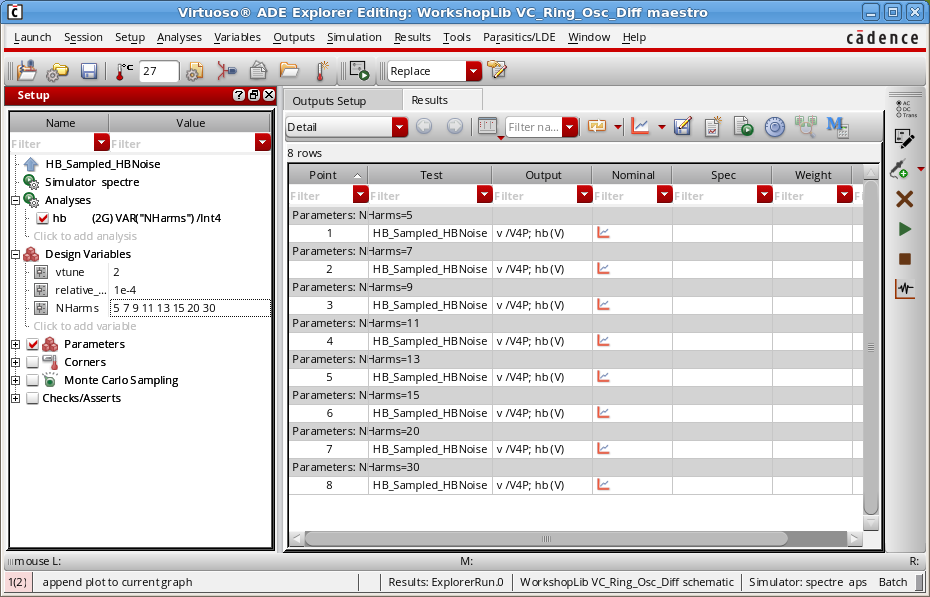 Virtuoso® ADE Explorer Editing: WorkshopLib VC_Ring_Osc_Diff maestro
Launch Session Setup Analyses Variables Outputs Simulation Results Tools Parasitics/LDE Window Help cādence
°C 27 Replace
Setup
Outputs Setup Results
Name Value
Filter Filter
HB_Sampled_HBNoise
Simulator spectre
Analyses
hb (2G) VAR("NHarms") /Int4
Click to add analysis
Design Variables
vtune 2
relative_... 1e-4
NHarms 5 7 9 11 13 15 20 30
Click to add variable
Parameters
Corners
Monte Carlo Sampling
Checks/Asserts
Detail Filter na...
8 rows
Point Test Output Nominal Spec Weight
Filter Filter Filter Filter Filter Filter Fi
Parameters: NHarms=5
1 HB_Sampled_HBNoise v /V4P; hb (V)
Parameters: NHarms=7
2 HB_Sampled_HBNoise v /V4P; hb (V)
Parameters: NHarms=9
3 HB_Sampled_HBNoise v /V4P; hb (V)
Parameters: NHarms=11
4 HB_Sampled_HBNoise v /V4P; hb (V)
Parameters: NHarms=13
5 HB_Sampled_HBNoise v /V4P; hb (V)
Parameters: NHarms=15
6 HB_Sampled_HBNoise v /V4P; hb (V)
Parameters: NHarms=20
7 HB_Sampled_HBNoise v /V4P; hb (V)
Parameters: NHarms=30
8 HB_Sampled_HBNoise v /V4P; hb (V)
AC
DC
Trans
mouse L: M: R:
1(2) append plot to current graph Results: ExplorerRun.0 WorkshopLib VC_Ring_Osc_Diff schematic Simulator: spectre aps Batch